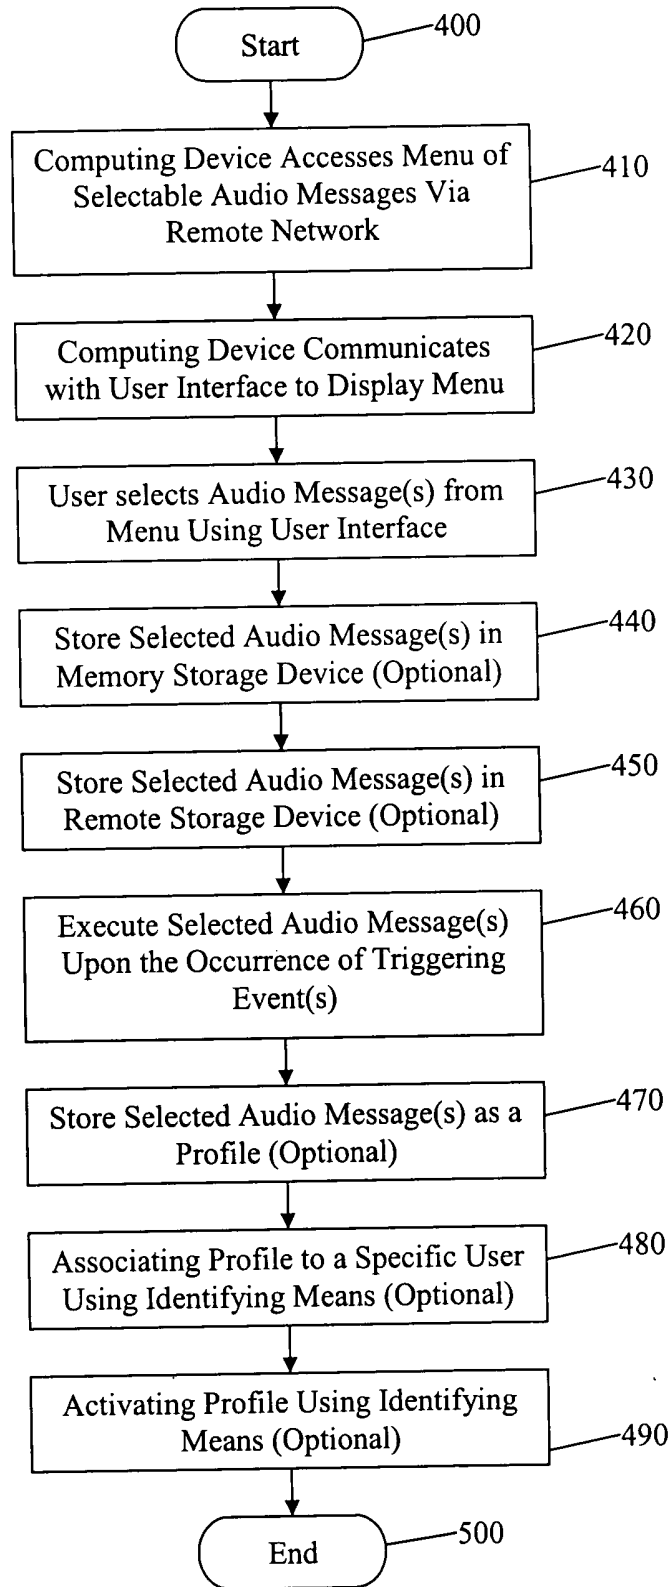 Start
400
Computing Device Accesses Menu of
Selectable Audio Messages Via
Remote Network
410
Computing Device Communicates
with User Interface to Display Menu
420
User selects Audio Message(s) from
Menu Using User Interface
430
Store Selected Audio Message(s) in
Memory Storage Device (Optional)
440
Store Selected Audio Message(s) in
Remote Storage Device (Optional)
450
Execute Selected Audio Message(s)
Upon the Occurrence of Triggering
Event(s)
460
Store Selected Audio Message(s) as a
Profile (Optional)
470
Associating Profile to a Specific User
Using Identifying Means (Optional)
480
Activating Profile Using Identifying
Means (Optional)
490
End
500